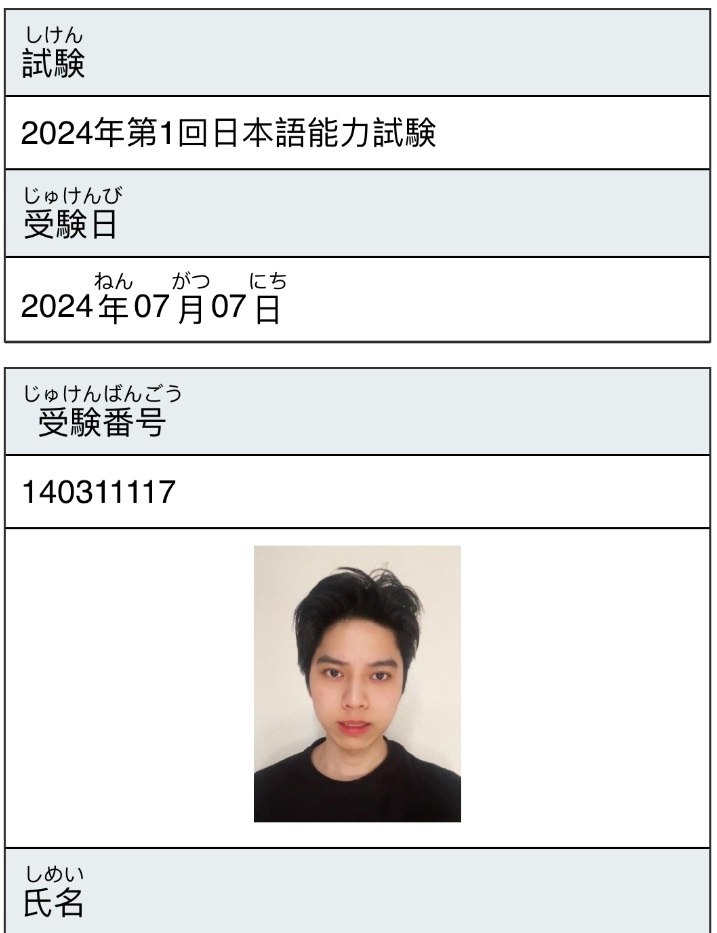 しけん
試験
2024年第1回日本語能力試験
じゅけんび
受験日
ねん がつ にち
2024年07月07日
じゅけんばんごう
受験番号
140311117
しめい
氏名